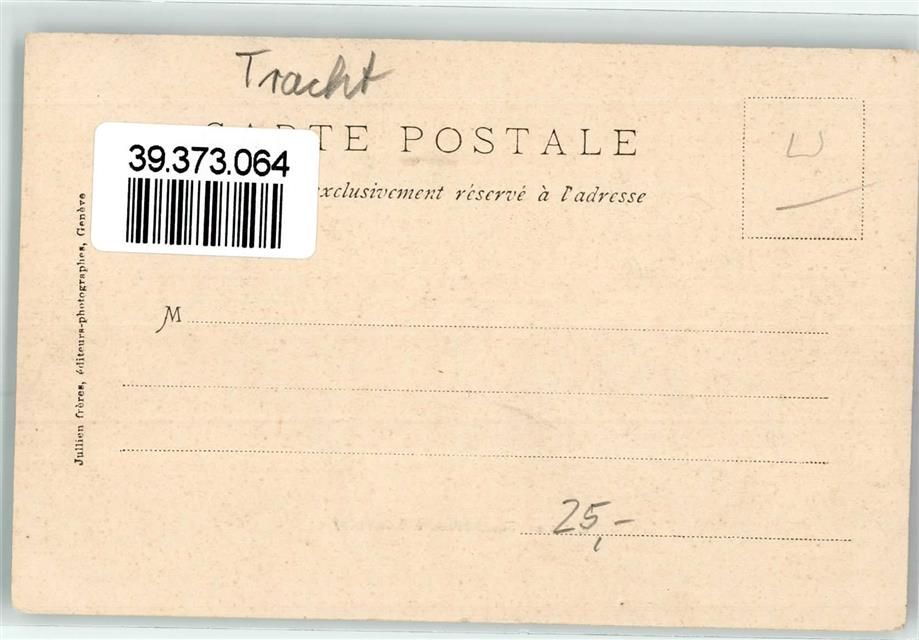 Tracht
CARTE POSTALE
39.373.064
exclusivement réservé à l'adresse
Jullien frères, éditeurs-photographes, Genève
M
25,-